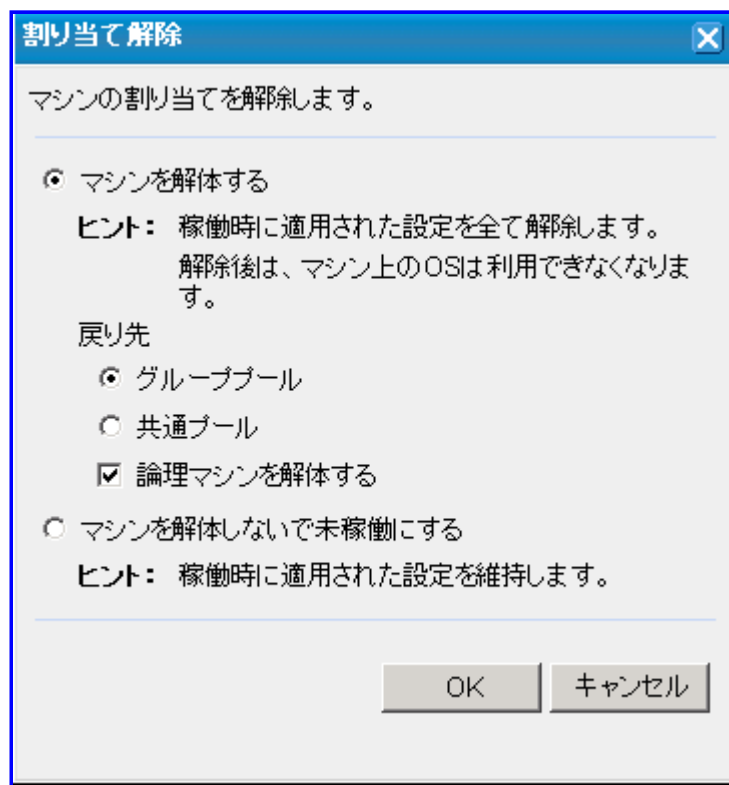 割り当て解除
マシンの割り当てを解除します。
マシンを解体する
ヒント： 稼働時に適用された設定を全て解除します。
解除後は、マシン上のOSは利用できなくなりま
す。
戻り先
グループプール
共通プール
論理マシンを解体する
マシンを解体しないで未稼働にする
ヒント： 稼働時に適用された設定を維持します。
OK キャンセル